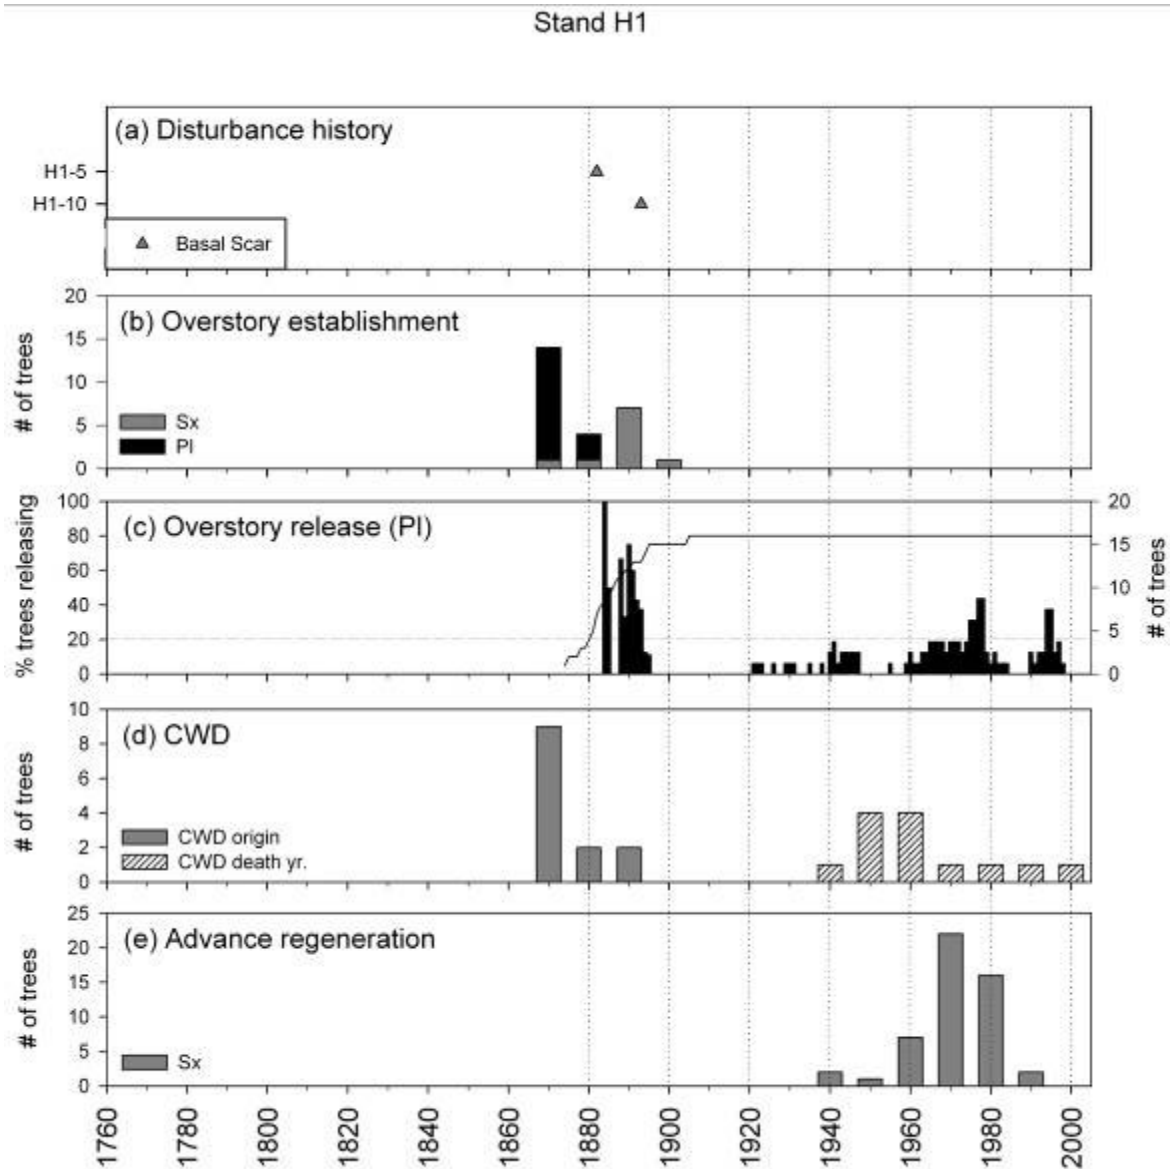 Stand H1
(a) Disturbance history
H1-5
H1-10
Basal Scar
20
(b) Overstory establishment
15
10
5
0
# of trees
Sx
Pl
100
80
60
40
20
0
% trees releasing
(c) Overstory release (Pl)
20
15
10
5
0
# of trees
10
8
6
4
2
0
# of trees
(d) CWD
CWD origin
CWD death yr.
25
20
15
10
5
0
# of trees
(e) Advance regeneration
Sx
1760
1780
1800
1820
1840
1860
1880
1900
1920
1940
1960
1980
2000